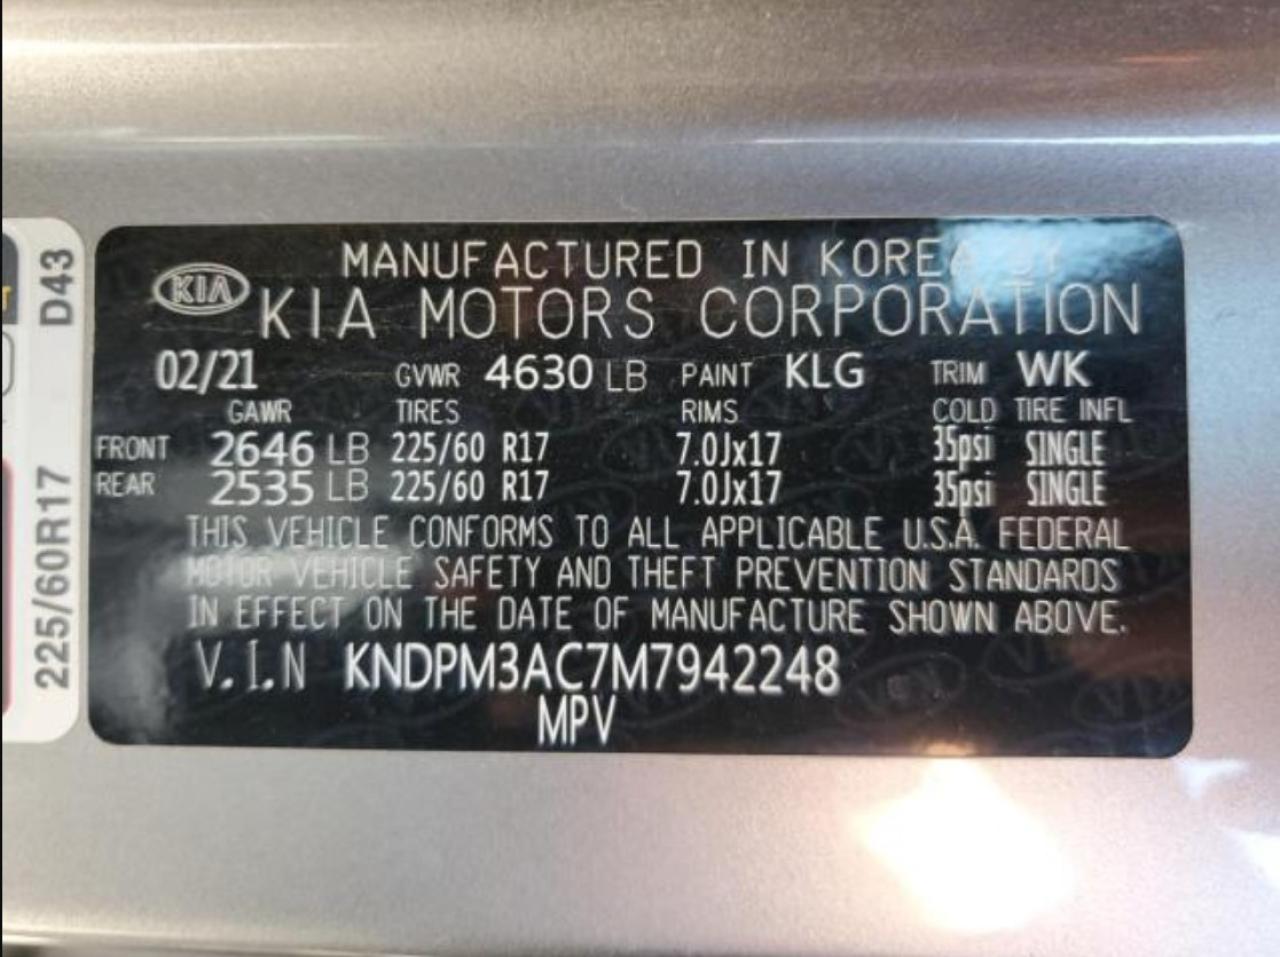 D43
225/60R17
KIA
MANUFACTURED IN KOREA BY
KIA MOTORS CORPORATION
02/21 GVWR 4630 LB PAINT KLG TRIM WK
GAWR TIRES RIMS COLD TIRE INFL
FRONT 2646 LB 225/60 R17 7.0Jx17 35psi SINGLE
REAR 2535 LB 225/60 R17 7.0Jx17 35psi SINGLE
THIS VEHICLE CONFORMS TO ALL APPLICABLE U.S.A. FEDERAL
MOTOR VEHICLE SAFETY AND THEFT PREVENTION STANDARDS
IN EFFECT ON THE DATE OF MANUFACTURE SHOWN ABOVE.
V.I.N KNDPM3AC7M7942248
MPV